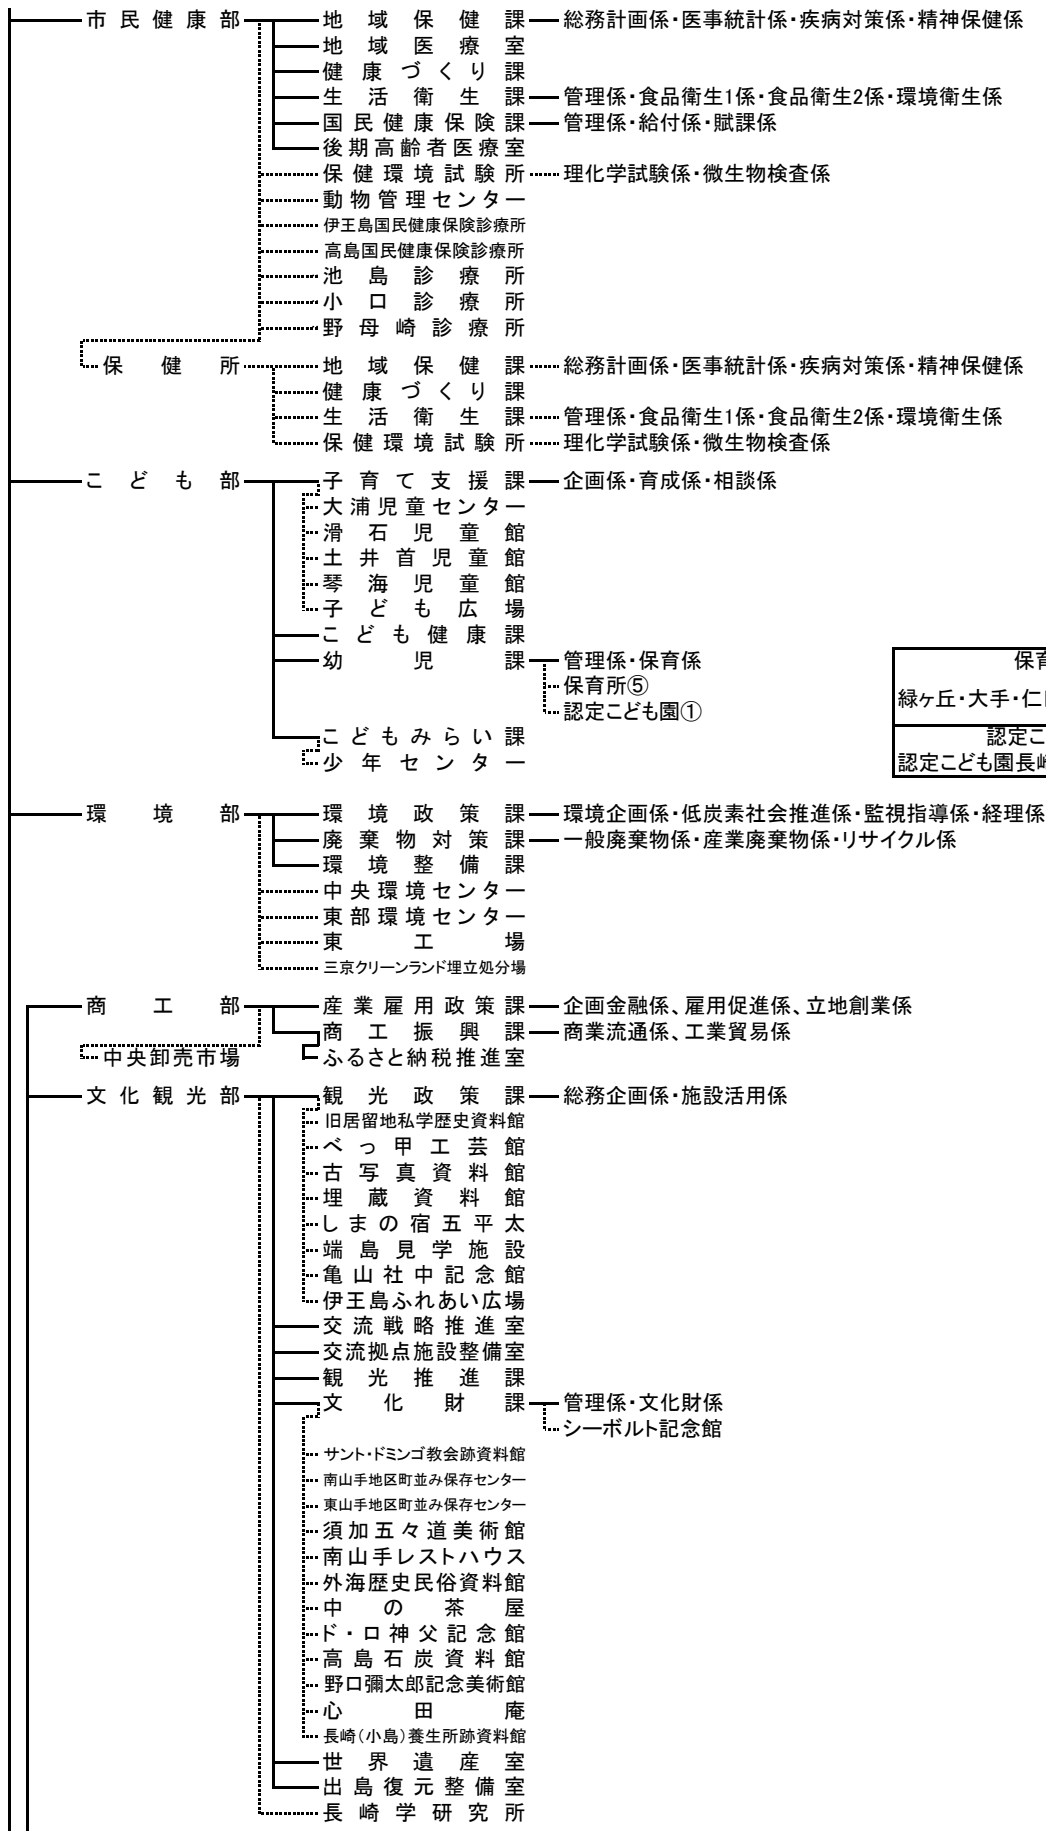 市民健康部 地域保健課 総務計画係・医事統計係・疾病対策係・精神保健係
地域医療室
健康づくり課
生活衛生課 管理係・食品衛生1係・食品衛生2係・環境衛生係
国民健康保険課 管理係・給付係・賦課係
後期高齢者医療室
保健環境試験所 理化学試験係・微生物検査係
動物管理センター
伊王島国民健康保険診療所
高島国民健康保険診療所
池島診療所
小口診療所
野母崎診療所
保健所 地域保健課 総務計画係・医事統計係・疾病対策係・精神保健係
健康づくり課
生活衛生課 管理係・食品衛生1係・食品衛生2係・環境衛生係
保健環境試験所 理化学試験係・微生物検査係
こども部 子育て支援課 企画係・育成係・相談係
大浦児童センター
滑石児童館
土井首児童館
琴海児童館
子ども広場
こども健康課
幼児課 管理係・保育係
保育所⑤
認定こども園①
保育
緑ヶ丘・大手・仁
認定こ
認定こども園長崎
こどもみらい課
少年センター
環境部 環境政策課 環境企画係・低炭素社会推進係・監視指導係・経理係
廃棄物対策課 一般廃棄物係・産業廃棄物係・リサイクル係
環境整備課
中央環境センター
東部環境センター
東工場
三京クリーンランド埋立処分場
商工部 産業雇用政策課 企画金融係、雇用促進係、立地創業係
商工振興課 商業流通係、工業貿易係
中央卸売市場 ふるさと納税推進室
文化観光部 観光政策課 総務企画係・施設活用係
旧居留地私学歴史資料館
べっ甲工芸館
古写真資料館
埋蔵資料館
しまの宿五平太
端島見学施設
亀山社中記念館
伊王島ふれあい広場
交流戦略推進室
交流拠点施設整備室
観光推進課
文化財課 管理係・文化財係
シーボルト記念館
サント・ドミンゴ教会跡資料館
南山手地区町並み保存センター
東山手地区町並み保存センター
須加五々道美術館
南山手レストハウス
外海歴史民俗資料館
中の茶屋
ド・ロ神父記念館
高島石炭資料館
野口彌太郎記念美術館
心田庵
長崎(小島)養生所跡資料館
世界遺産室
出島復元整備室
長崎学研究所